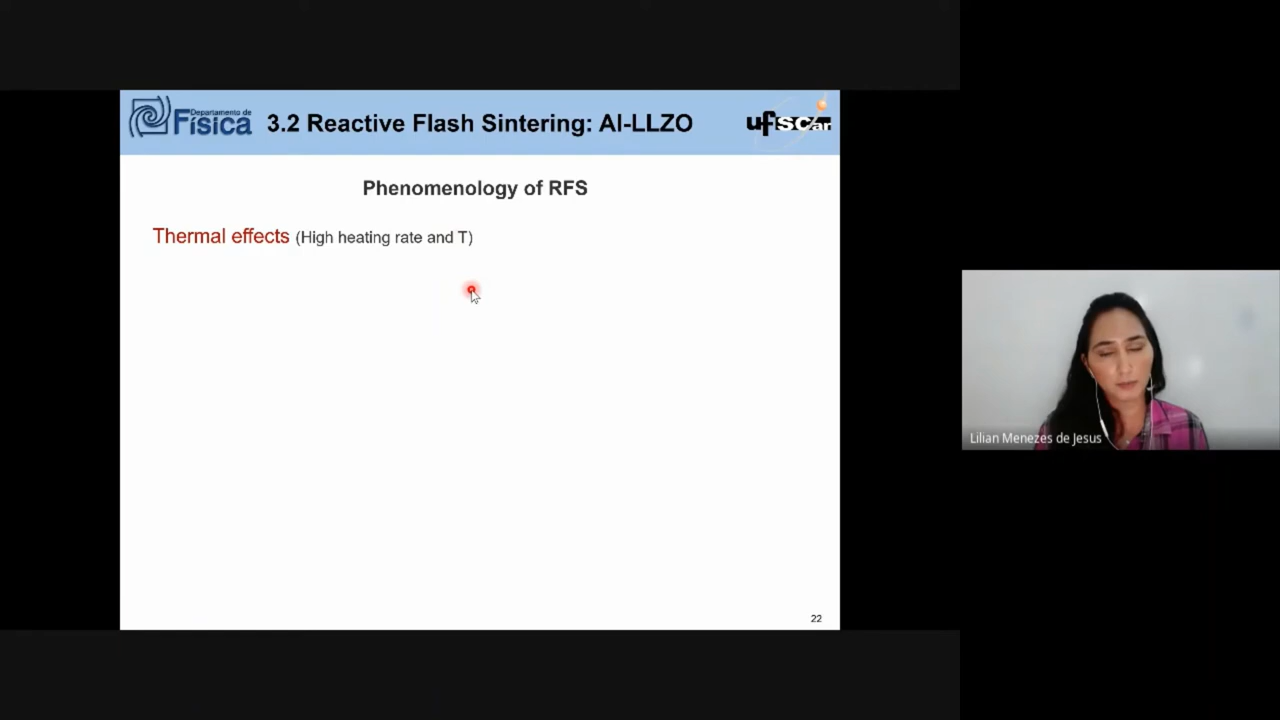 Departamento de
Física
3.2 Reactive Flash Sintering: Al-LLZO
ufscar
Phenomenology of RFS
Thermal effects (High heating rate and T)
22
Lilian Menezes de Jesus